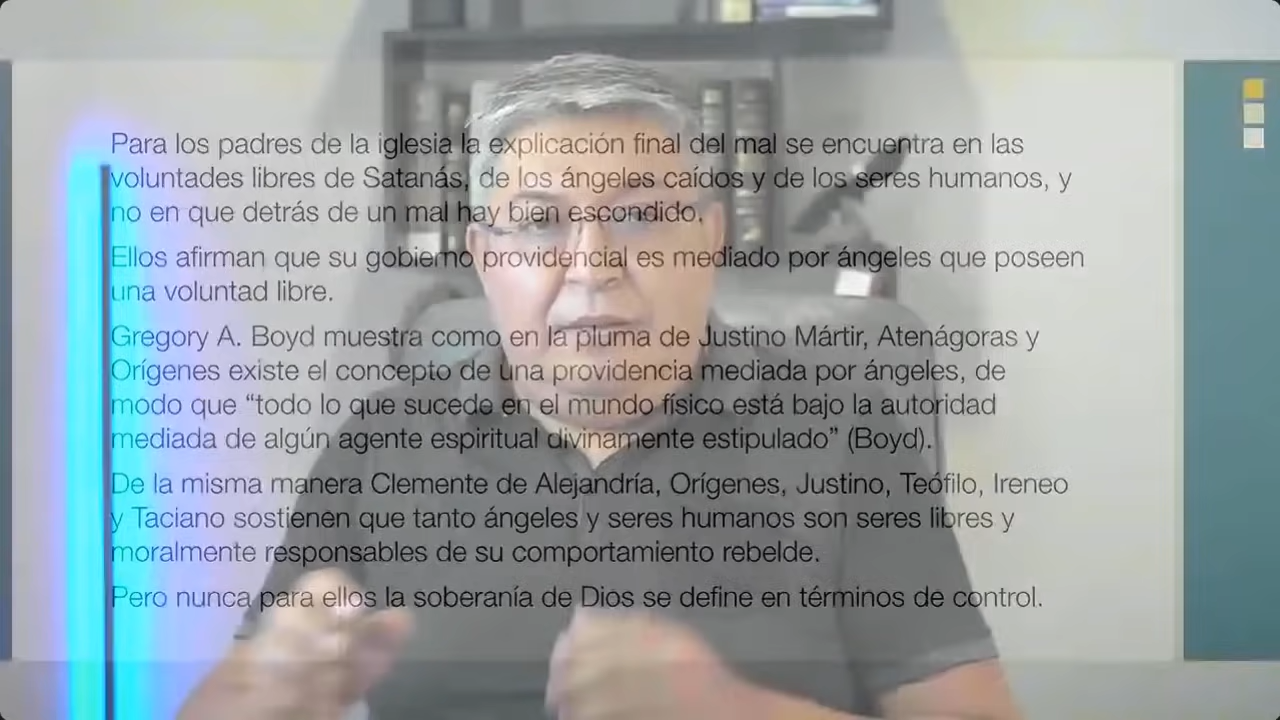 Para los padres de la iglesia la explicación final del mal se encuentra en las
voluntades libres de Satanás, de los ángeles caídos y de los seres humanos, y
no en que detrás de un mal hay bien escondido.
Ellos afirman que su gobierno providencial es mediado por ángeles que poseen
una voluntad libre.
Gregory A. Boyd muestra como en la pluma de Justino Mártir, Atenágoras y
Orígenes existe el concepto de una providencia mediada por ángeles, de
modo que “todo lo que sucede en el mundo físico está bajo la autoridad
mediada de algún agente espiritual divinamente estipulado” (Boyd).
De la misma manera Clemente de Alejandría, Orígenes, Justino, Teófilo, Ireneo
y Taciano sostienen que tanto ángeles y seres humanos son seres libres y
moralmente responsables de su comportamiento rebelde.
Pero nunca para ellos la soberanía de Dios se define en términos de control.